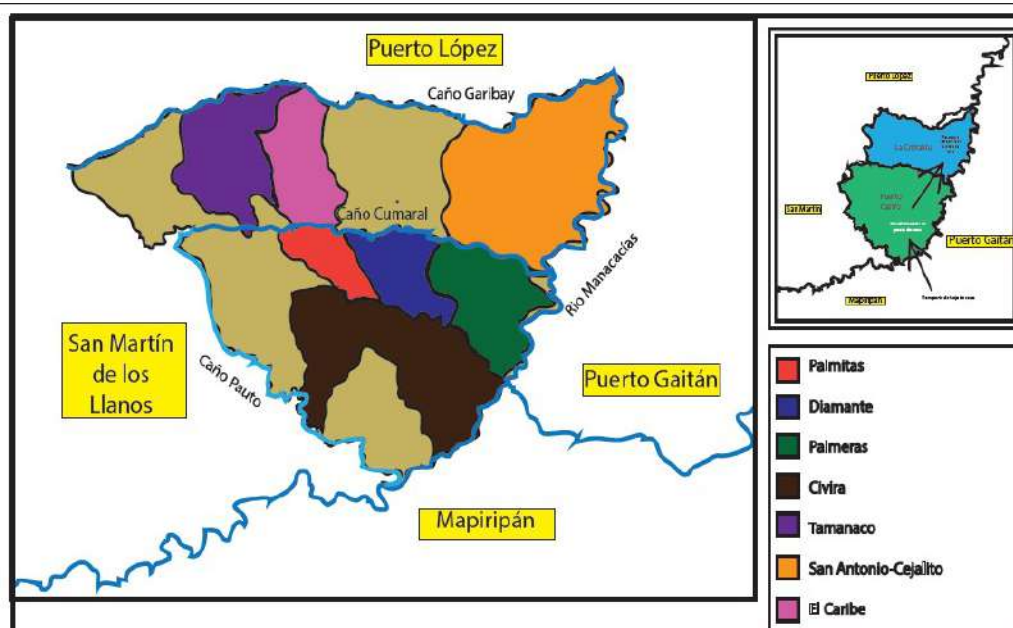 Puerto López
Caño Garibay
Caño Cumaral
Rio Manacacías
San Martín
de los
Llanos
Caño Pauto
Puerto Gaitán
Mapiripán
Puerto López
La Cristalina
Puerto
Gaitán
San Martín
Puerto Gaitán
Mapiripán
Palmitas
Diamante
Palmeras
Civira
Tamanaco
San Antonio-Cejalito
El Caribe